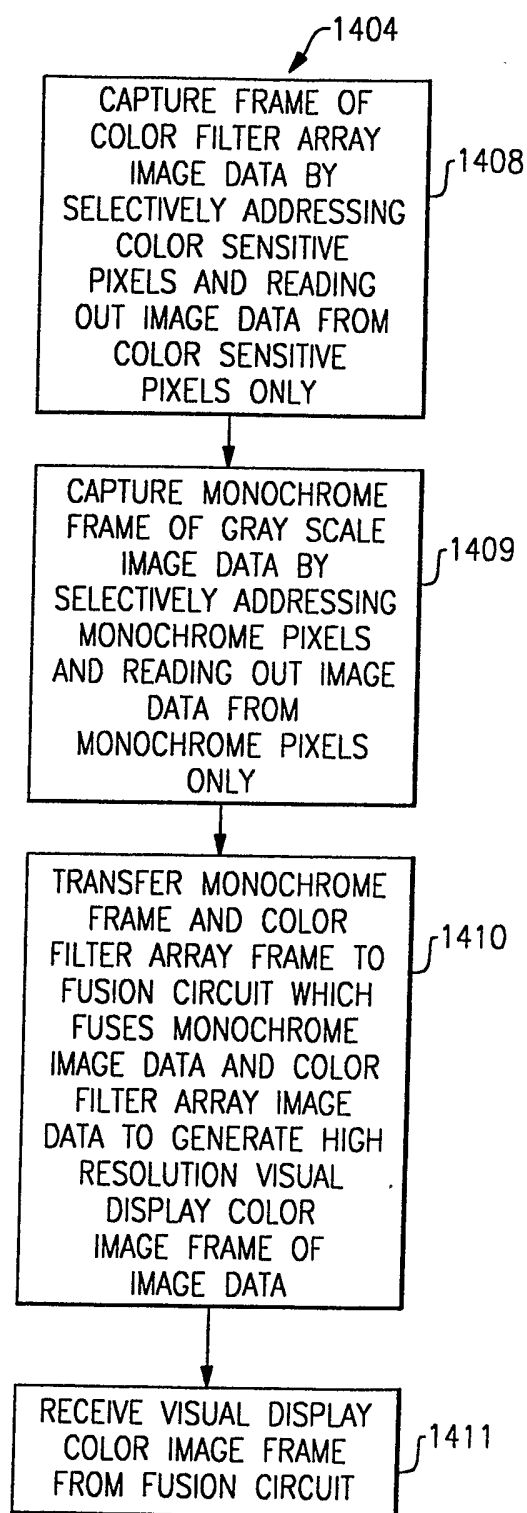 1404
CAPTURE FRAME OF
COLOR FILTER ARRAY
IMAGE DATA BY
SELECTIVELY ADDRESSING
COLOR SENSITIVE
PIXELS AND READING
OUT IMAGE DATA FROM
COLOR SENSITIVE
PIXELS ONLY
1408
CAPTURE MONOCHROME
FRAME OF GRAY SCALE
IMAGE DATA BY
SELECTIVELY ADDRESSING
MONOCHROME PIXELS
AND READING OUT IMAGE
DATA FROM
MONOCHROME PIXELS
ONLY
1409
TRANSFER MONOCHROME
FRAME AND COLOR
FILTER ARRAY FRAME TO
FUSION CIRCUIT WHICH
FUSES MONOCHROME
IMAGE DATA AND COLOR
FILTER ARRAY IMAGE
DATA TO GENERATE HIGH
RESOLUTION VISUAL
DISPLAY COLOR
IMAGE FRAME OF
IMAGE DATA
1410
RECEIVE VISUAL DISPLAY
COLOR IMAGE FRAME
FROM FUSION CIRCUIT
1411